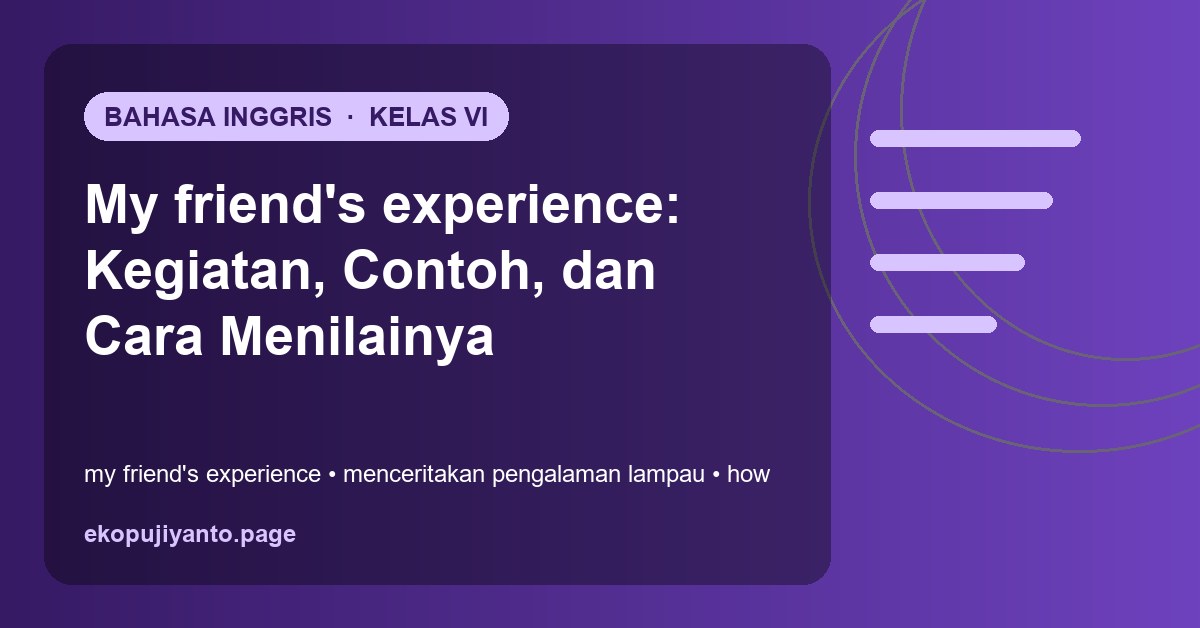 BAHASA INGGRIS · KELAS VI
My friend's experience:
Kegiatan, Contoh, dan
Cara Menilainya
my friend's experience • menceritakan pengalaman lampau • how
ekopujiyanto.page